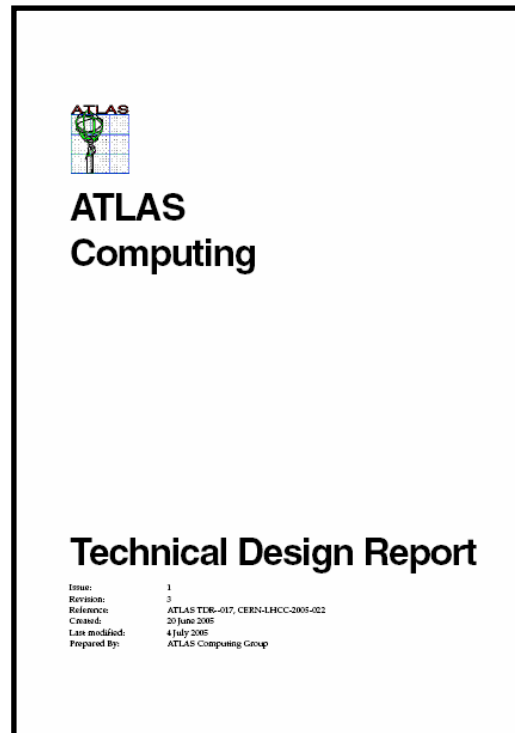 ATLAS
ATLAS
Computing
Technical Design Report
Issue: 1
Revision: 3
Reference: ATLAS TDR--017, CERN-LHCC-2005-022
Created: 20 June 2005
Last modified: 4 July 2005
Prepared By: ATLAS Computing Group